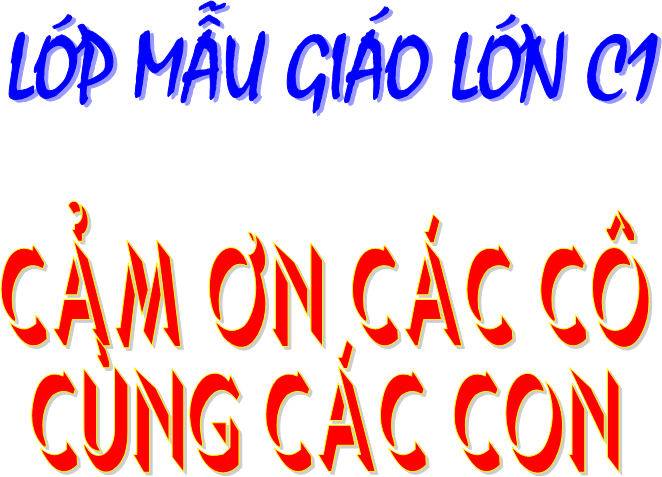 LỚP MẪU GIÁO LỚN C1
CẢM ƠN CÁC CÔ
CÙNG CÁC CON